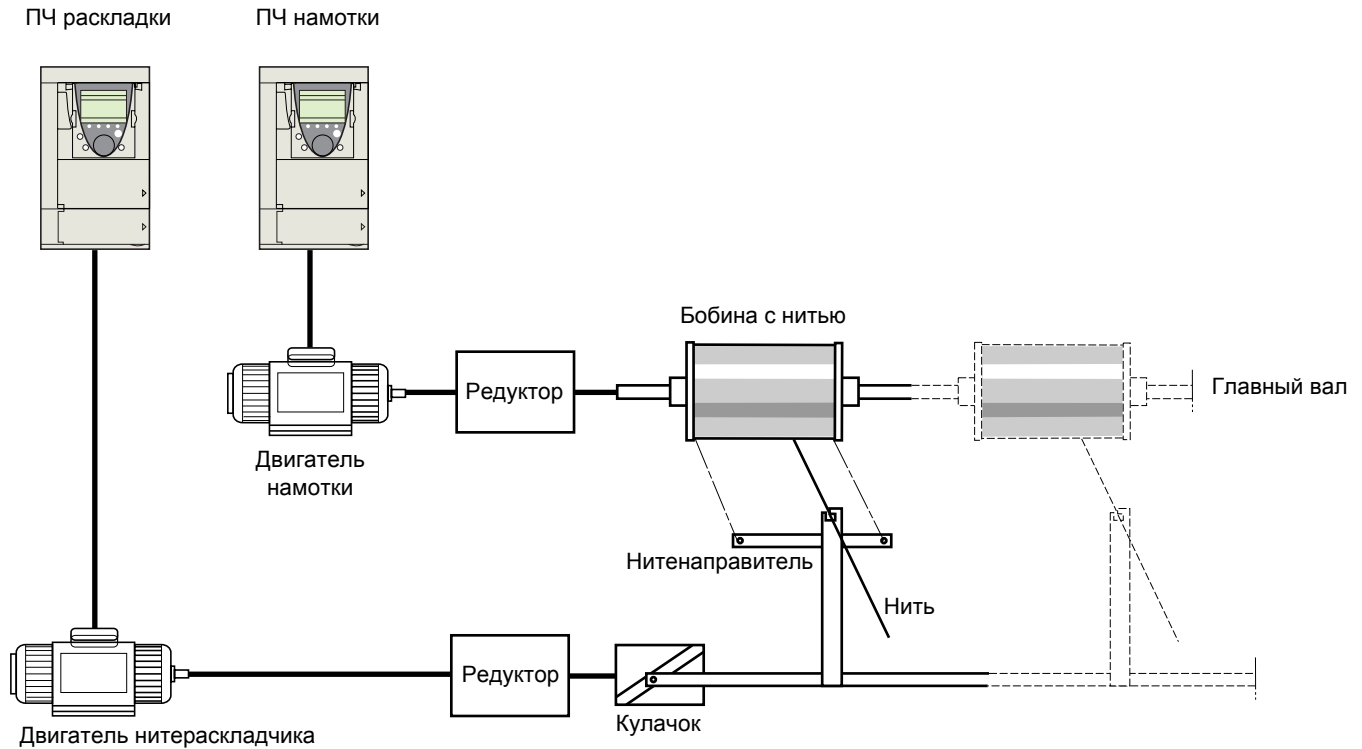 ПЧ раскладки
ПЧ намотки
Бобина с нитью
Редуктор
Главный вал
Двигатель
намотки
Нитенаправитель
Нить
Редуктор
Кулачок
Двигатель нитераскладчика